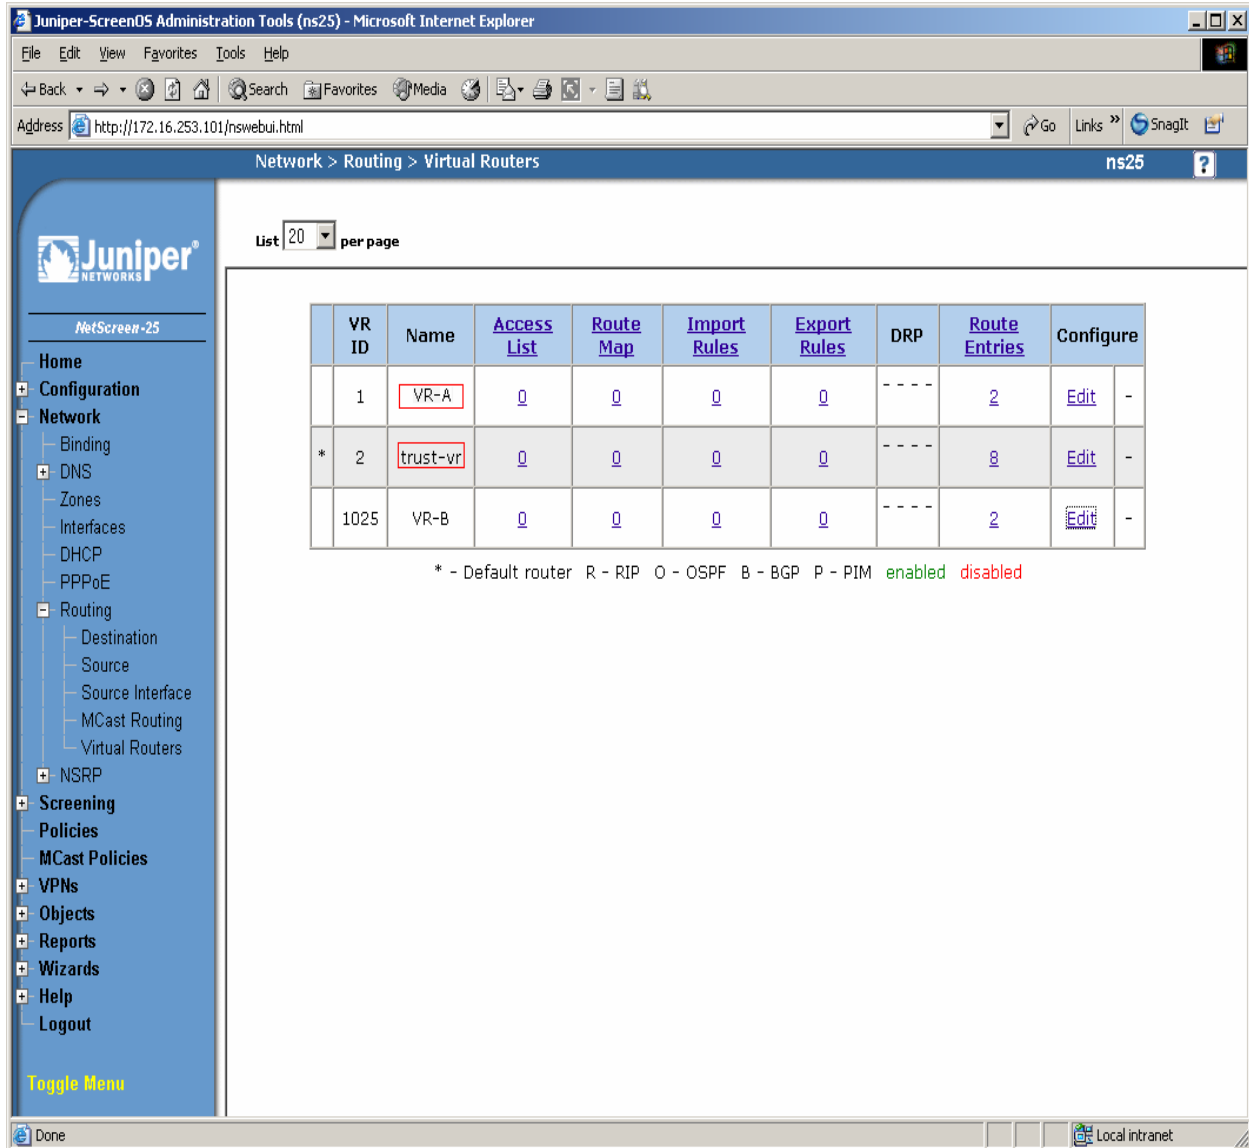 Juniper-ScreenOS Administration Tools (ns25) - Microsoft Internet Explorer
File Edit View Favorites Tools Help
Back Search Favorites Media
Address http://172.16.253.101/nswebui.html Go Links » SnagIt
Network > Routing > Virtual Routers ns25 ?
List 20 per page
Juniper®
NETWORKS
NetScreen-25
Home
Configuration
Network
Binding
DNS
Zones
Interfaces
DHCP
PPPoE
Routing
Destination
Source
Source Interface
MCast Routing
Virtual Routers
NSRP
Screening
Policies
MCast Policies
VPNs
Objects
Reports
Wizards
Help
Logout
Toggle Menu
VR ID Name Access List Route Map Import Rules Export Rules DRP Route Entries Configure
1 VR-A 0 0 0 0 - - - - 2 Edit -
* 2 trust-vr 0 0 0 0 - - - - 8 Edit -
1025 VR-B 0 0 0 0 - - - - 2 Edit -
* - Default router R - RIP O - OSPF B - BGP P - PIM enabled disabled
Done Local intranet